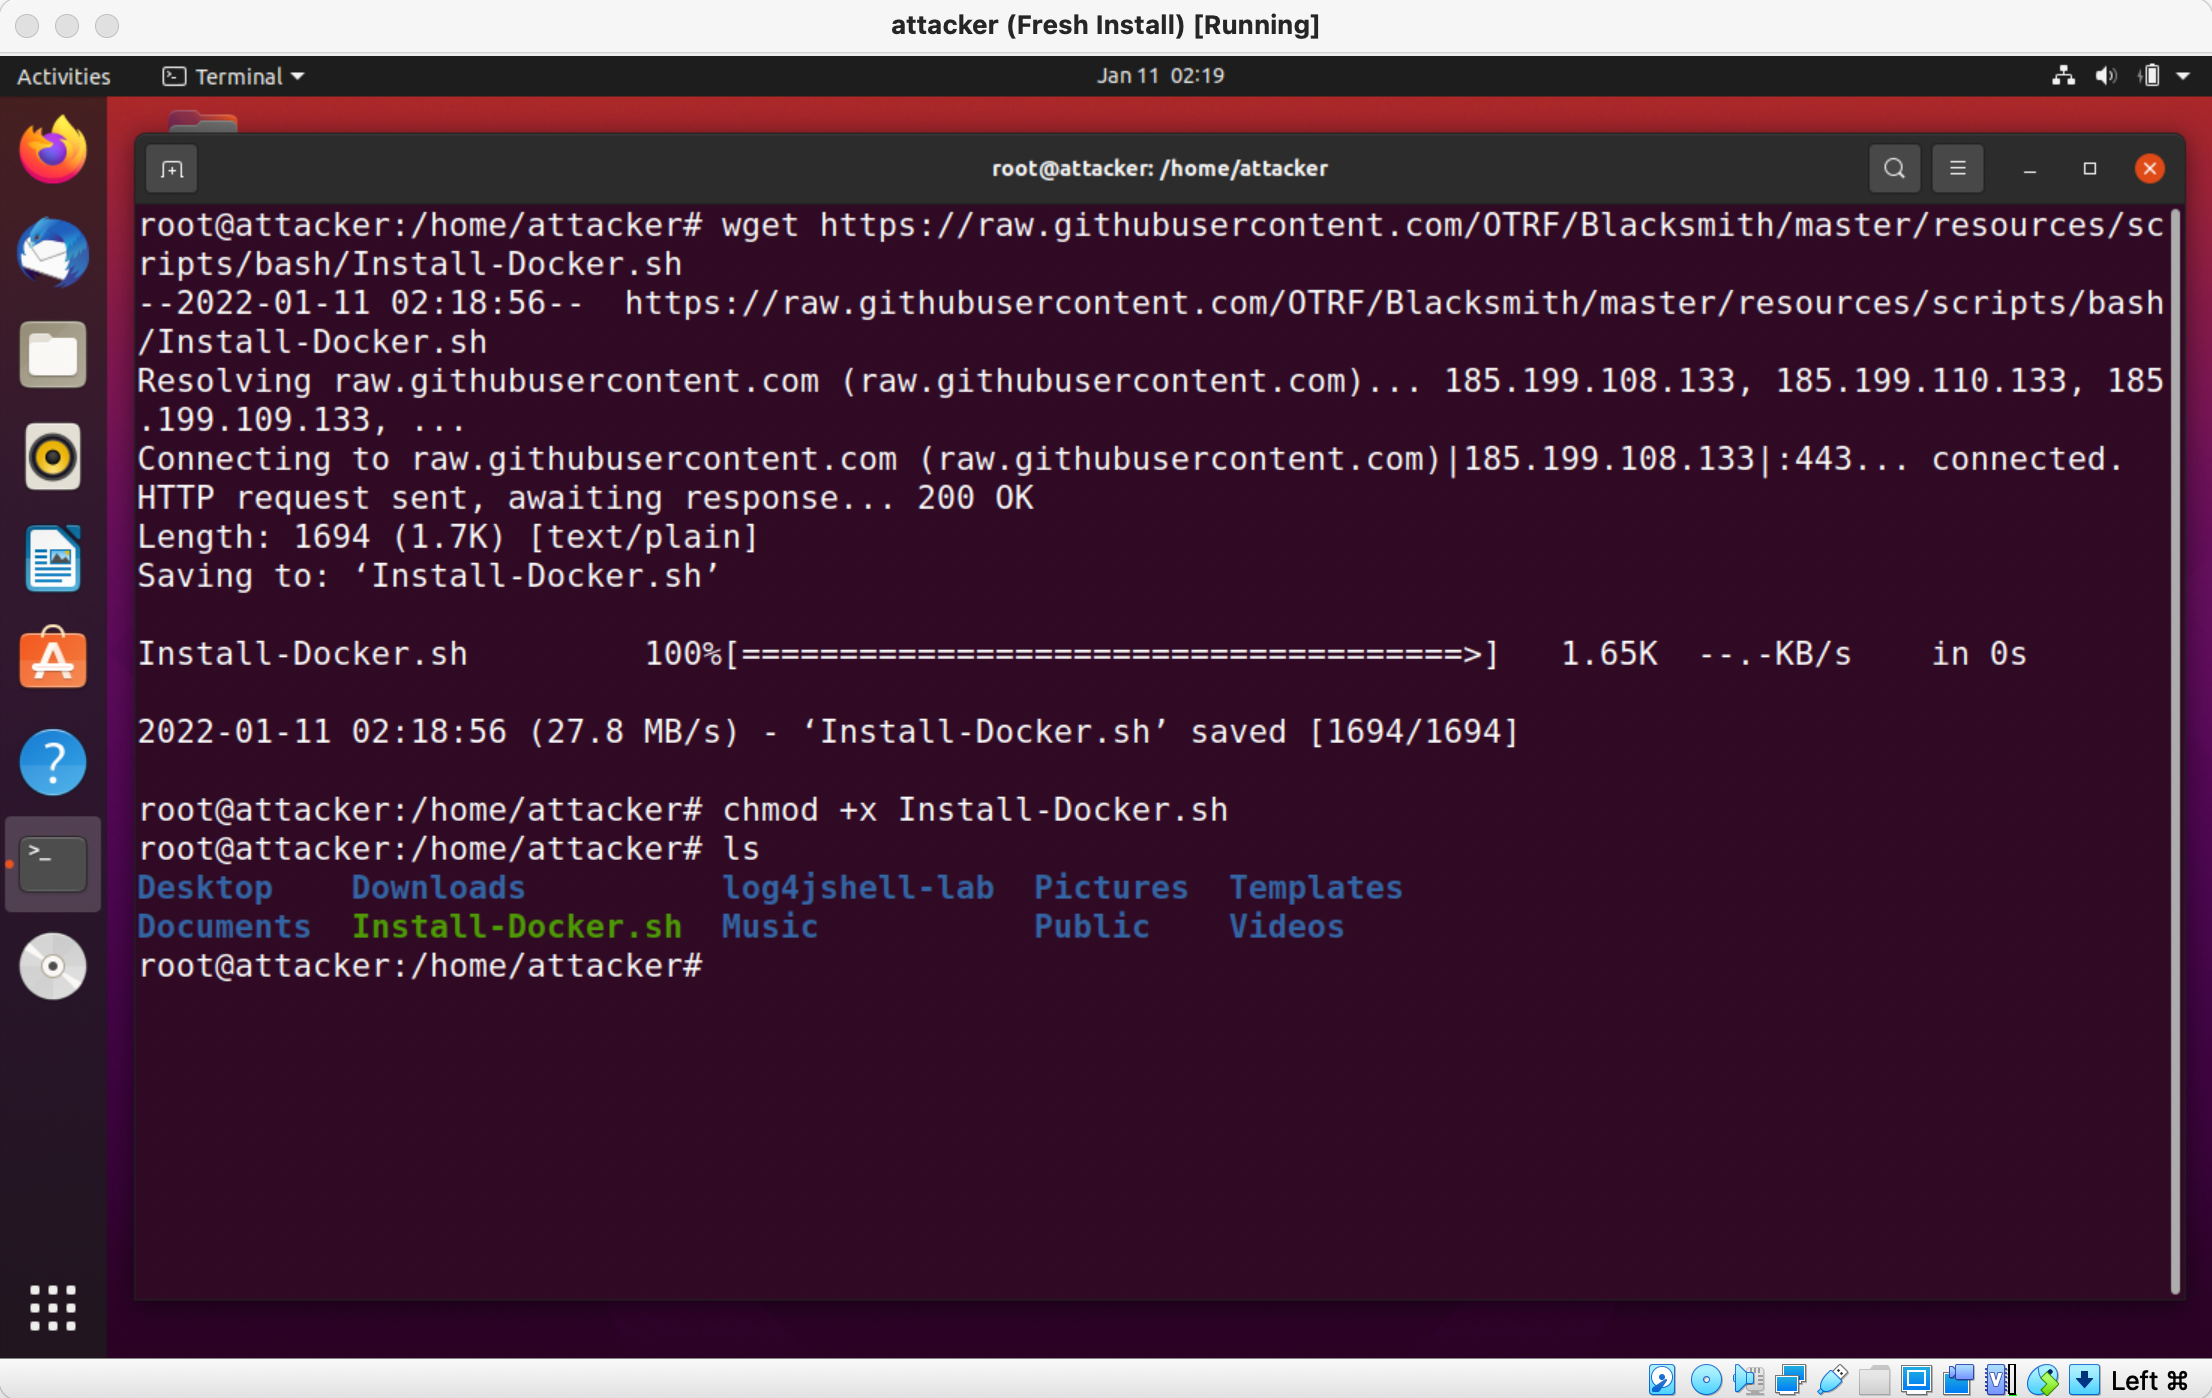 attacker (Fresh Install) [Running]
Activities
Terminal
Jan 11 02:19
root@attacker: /home/attacker
root@attacker:/home/attacker# wget https://raw.githubusercontent.com/OTRF/Blacksmith/master/resources/sc
ripts/bash/Install-Docker.sh
--2022-01-11 02:18:56--  https://raw.githubusercontent.com/OTRF/Blacksmith/master/resources/scripts/bash
/Install-Docker.sh
Resolving raw.githubusercontent.com (raw.githubusercontent.com)... 185.199.108.133, 185.199.110.133, 185
.199.109.133, ...
Connecting to raw.githubusercontent.com (raw.githubusercontent.com)|185.199.108.133|:443... connected.
HTTP request sent, awaiting response... 200 OK
Length: 1694 (1.7K) [text/plain]
Saving to: ‘Install-Docker.sh’
Install-Docker.sh         100%[=====================================>]   1.65K  --.-KB/s    in 0s
2022-01-11 02:18:56 (27.8 MB/s) - ‘Install-Docker.sh’ saved [1694/1694]
root@attacker:/home/attacker# chmod +x Install-Docker.sh
root@attacker:/home/attacker# ls
Desktop    Downloads          log4jshell-lab  Pictures  Templates
Documents  Install-Docker.sh  Music           Public    Videos
root@attacker:/home/attacker#
Left ⌘